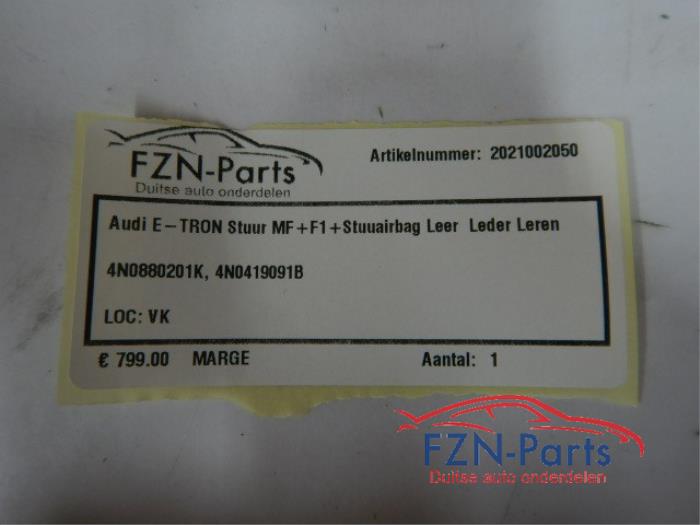 FZN-Parts
Duitse auto onderdelen
Artikelnummer: 2021002050
Audi E-TRON Stuur MF+F1+Stuuairbag Leer Leder Leren
4N0880201K, 4N0419091B
LOC: VK
€ 799.00 MARGE Aantal: 1
FZN-Parts
Duitse auto onderdelen